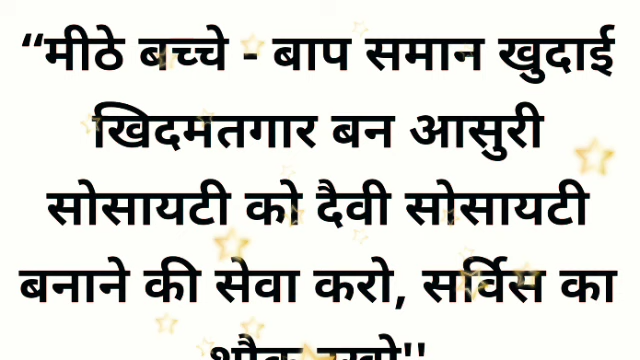 “मीठे बच्चे - बाप समान खुदाई
खिदमतगार बन आसुरी
सोसायटी को दैवी सोसायटी
बनाने की सेवा करो, सर्विस का